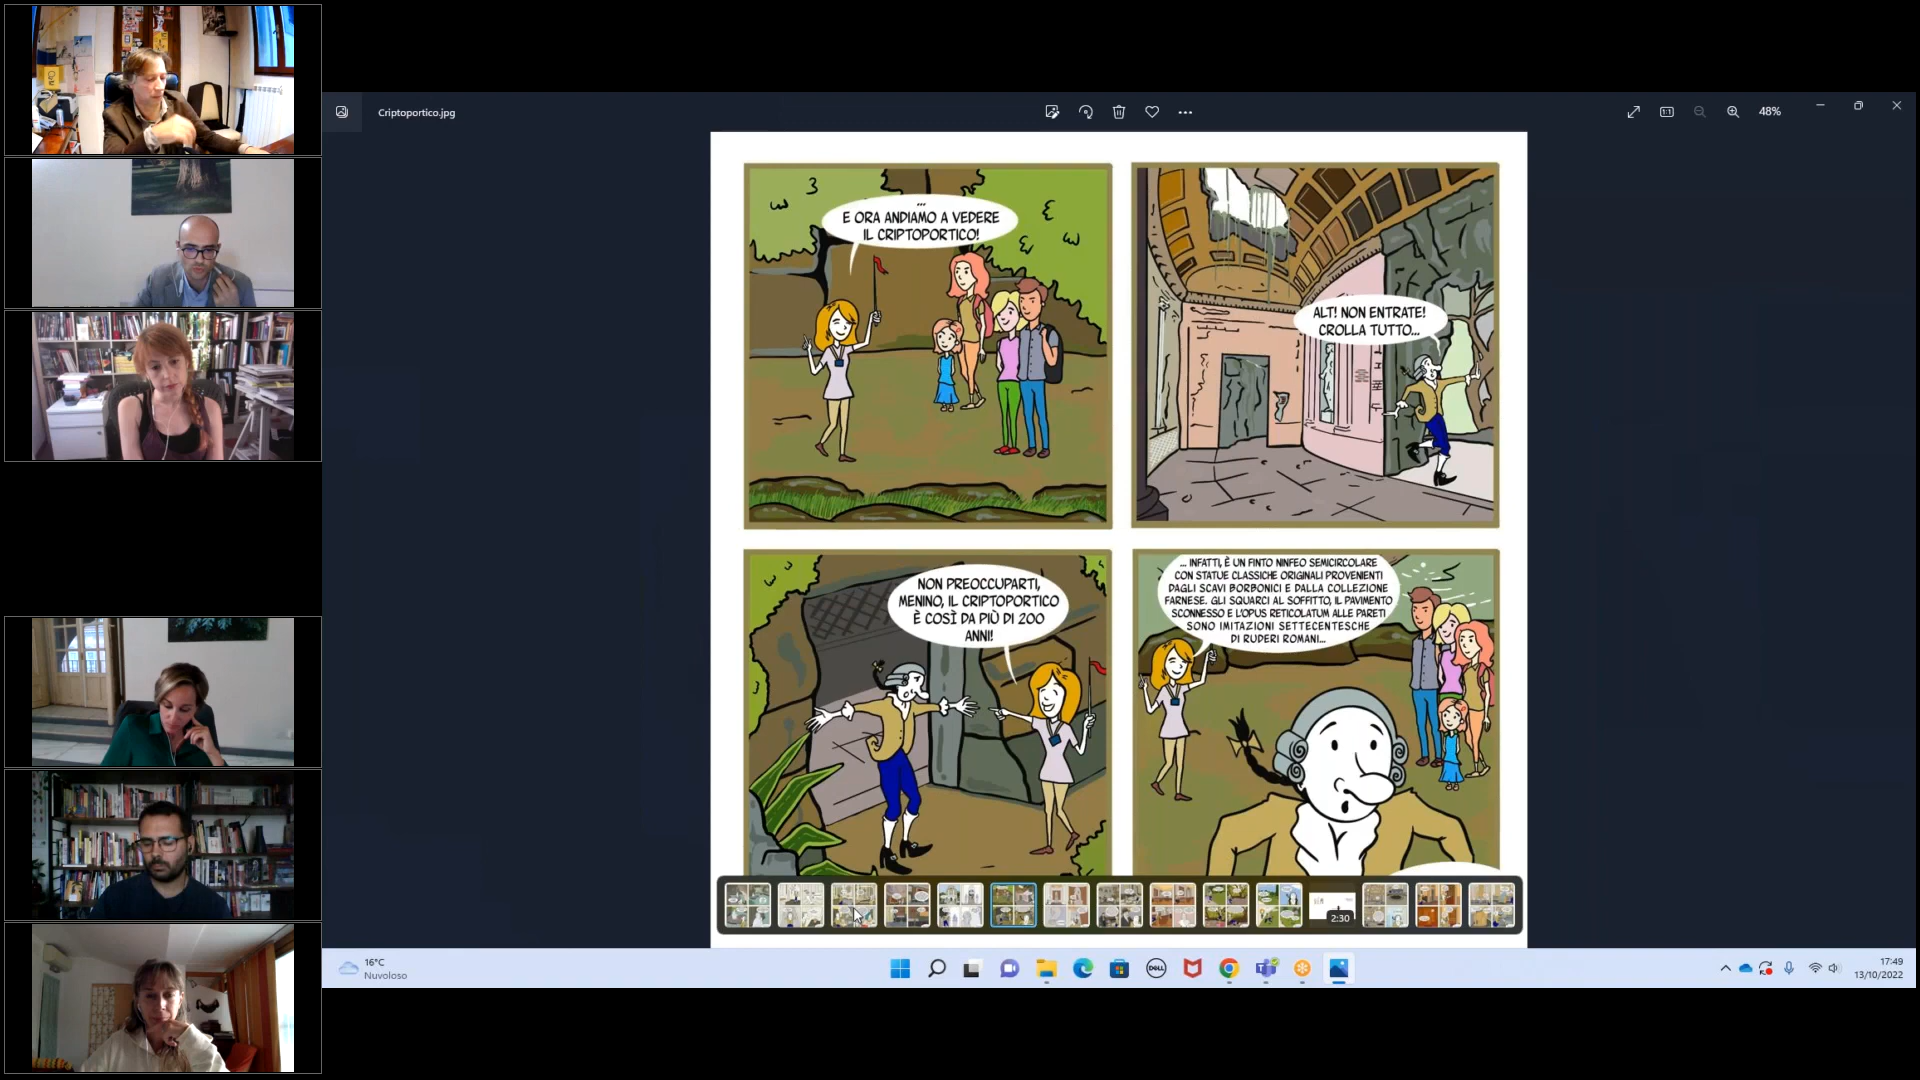 Criptoportico.jpg
48%
...
E ORA ANDIAMO A VEDERE
IL CRIPTOPORTICO!
ALT! NON ENTRATE!
CROLLA TUTTO...
NON PREOCCUPARTI,
MENINO, IL CRIPTOPORTICO
È COSÌ DA PIÙ DI 200
ANNI!
... INFATTI, È UN FINTO NINFEO SEMICIRCOLARE
CON STATUE CLASSICHE ORIGINALI PROVENIENTI
DAGLI SCAVI BORBONICI E DALLA COLLEZIONE
FARNESE. GLI SQUARCI AL SOFFITTO, IL PAVIMENTO
SCONNESSO E L'OPUS RETICOLATUM ALLE PARETI
SONO IMITAZIONI SETTECENTESCHE
DI RUDERI ROMANI...
2:30
16°C
Nuvoloso
DELL
17:49
13/10/2022